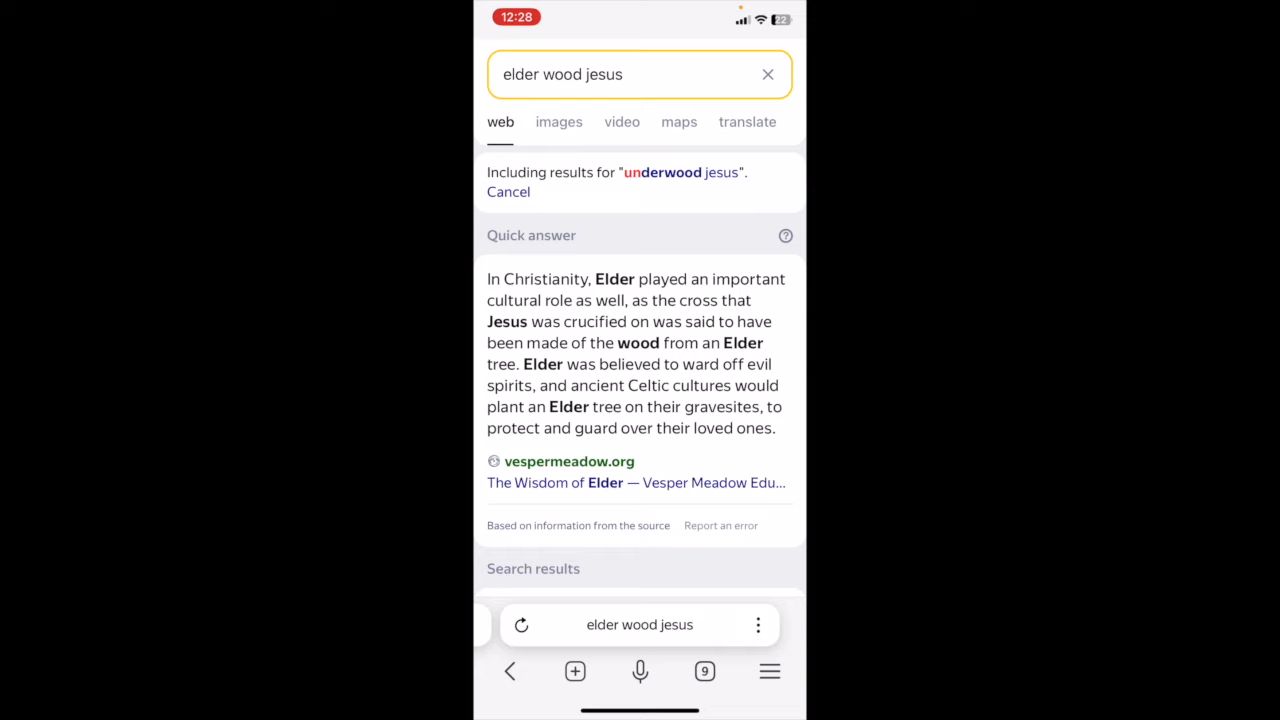 12:28
22
elder wood jesus
web images video maps translate
Including results for "underwood jesus".
Cancel
Quick answer
In Christianity, Elder played an important
cultural role as well, as the cross that
Jesus was crucified on was said to have
been made of the wood from an Elder
tree. Elder was believed to ward off evil
spirits, and ancient Celtic cultures would
plant an Elder tree on their gravesites, to
protect and guard over their loved ones.
vespermeadow.org
The Wisdom of Elder — Vesper Meadow Edu...
Based on information from the source Report an error
Search results
elder wood jesus
9